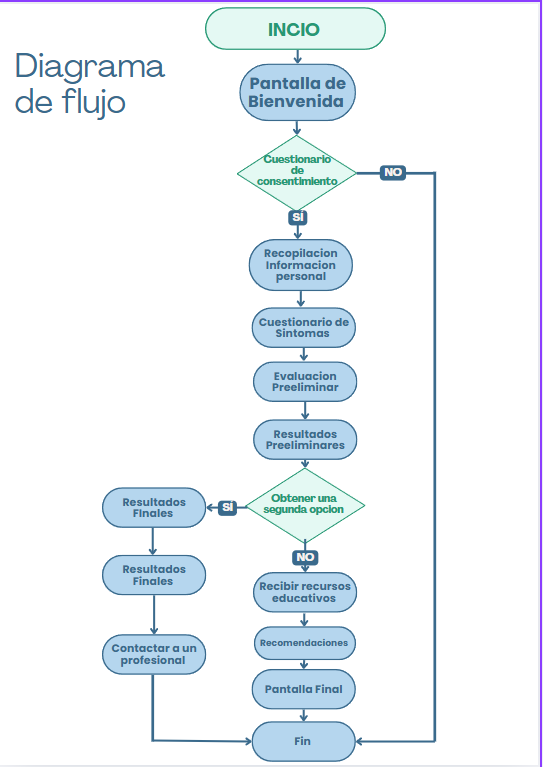 INCIO
Diagrama
de flujo
Pantalla de
Bienvenida
Cuestionario
de
consentimiento
NO
SÍ
Recopilacion
Informacion
personal
Cuestionario de
Sintomas
Evaluacion
Preeliminar
Resultados
Preeliminares
Obtener una
segunda opcion
SÍ
Resultados
FInales
Resultados
Finales
Contactar a un
profesional
NO
Recibir recursos
educativos
Recomendaciones
Pantalla Final
Fin